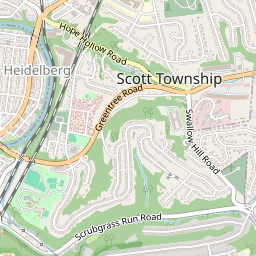 Hope Hollow Road
Heidelberg
Scott Township
Greentree Road
Swallow Hill Road
Scrubgrass Run Road